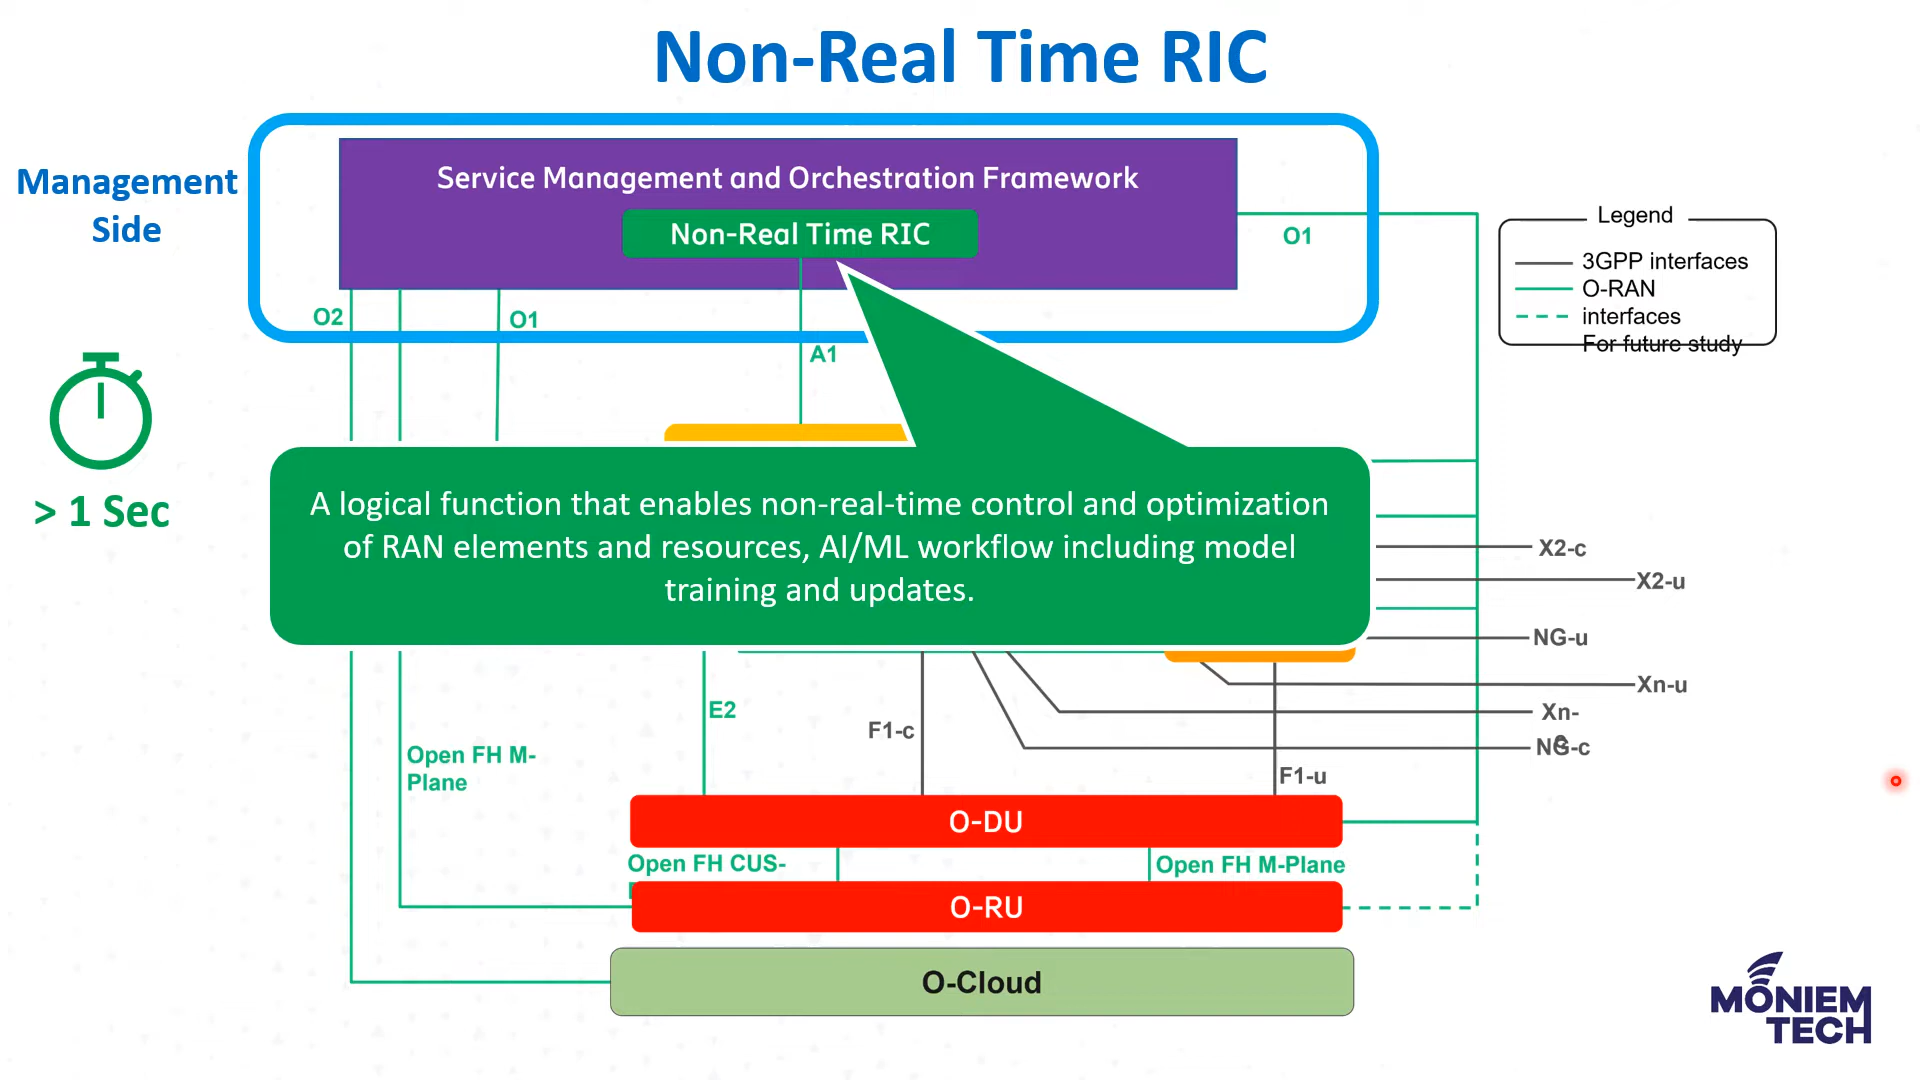 Non-Real Time RIC
Management
Side
Service Management and Orchestration Framework
Non-Real Time RIC
O1
Legend
3GPP interfaces
O-RAN
interfaces
For future study
O2
O1
A1
> 1 Sec
A logical function that enables non-real-time control and optimization
of RAN elements and resources, AI/ML workflow including model
training and updates.
X2-c
X2-u
NG-u
Xn-u
Xn-
NG-c
E2
F1-c
F1-u
Open FH M-
Plane
O-DU
Open FH CUS-
Open FH M-Plane
O-RU
O-Cloud
MONIEM
TECH